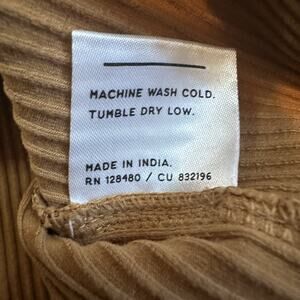 MACHINE WASH COLD.
TUMBLE DRY LOW.
MADE IN INDIA.
RN 128480 / CU 832196